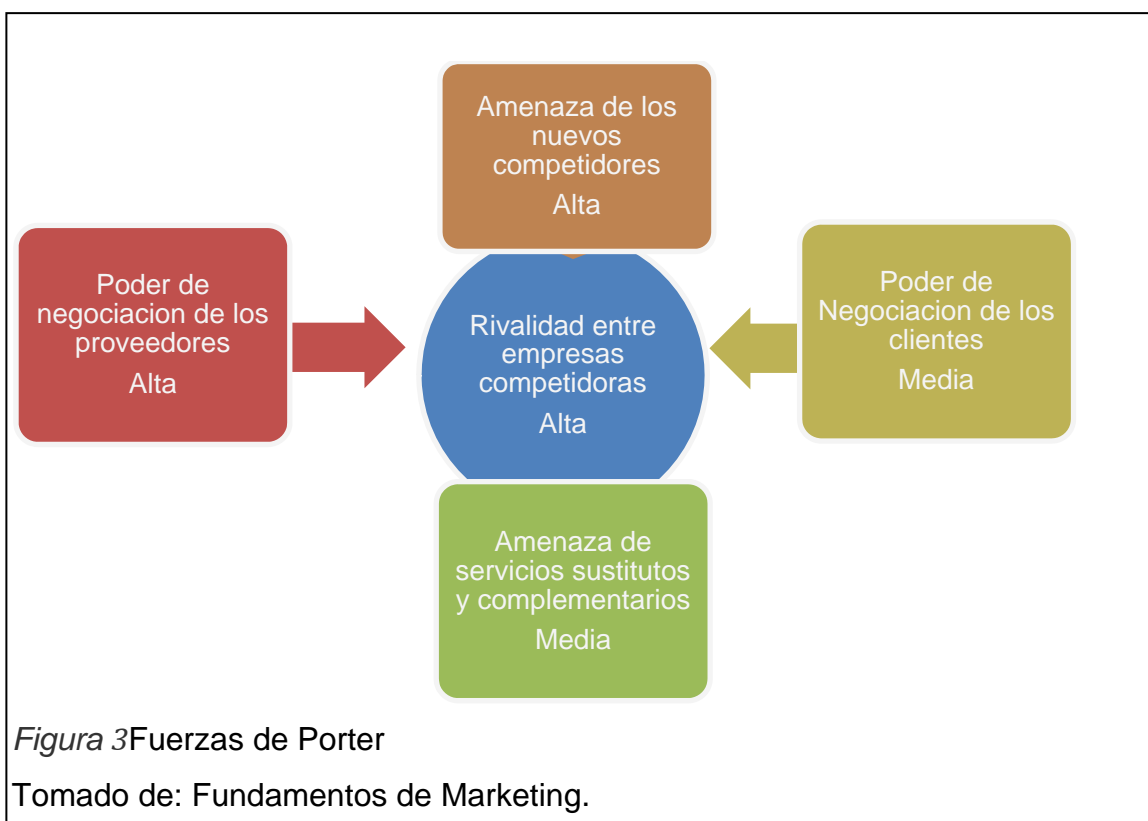 Amenaza de los
nuevos
competidores
Alta
Poder de
negociacion de los
proveedores
Alta
Rivalidad entre
empresas
competidoras
Alta
Poder de
Negociacion de los
clientes
Media
Amenaza de
servicios sustitutos
y complementarios
Media
Figura 3Fuerzas de Porter
Tomado de: Fundamentos de Marketing.